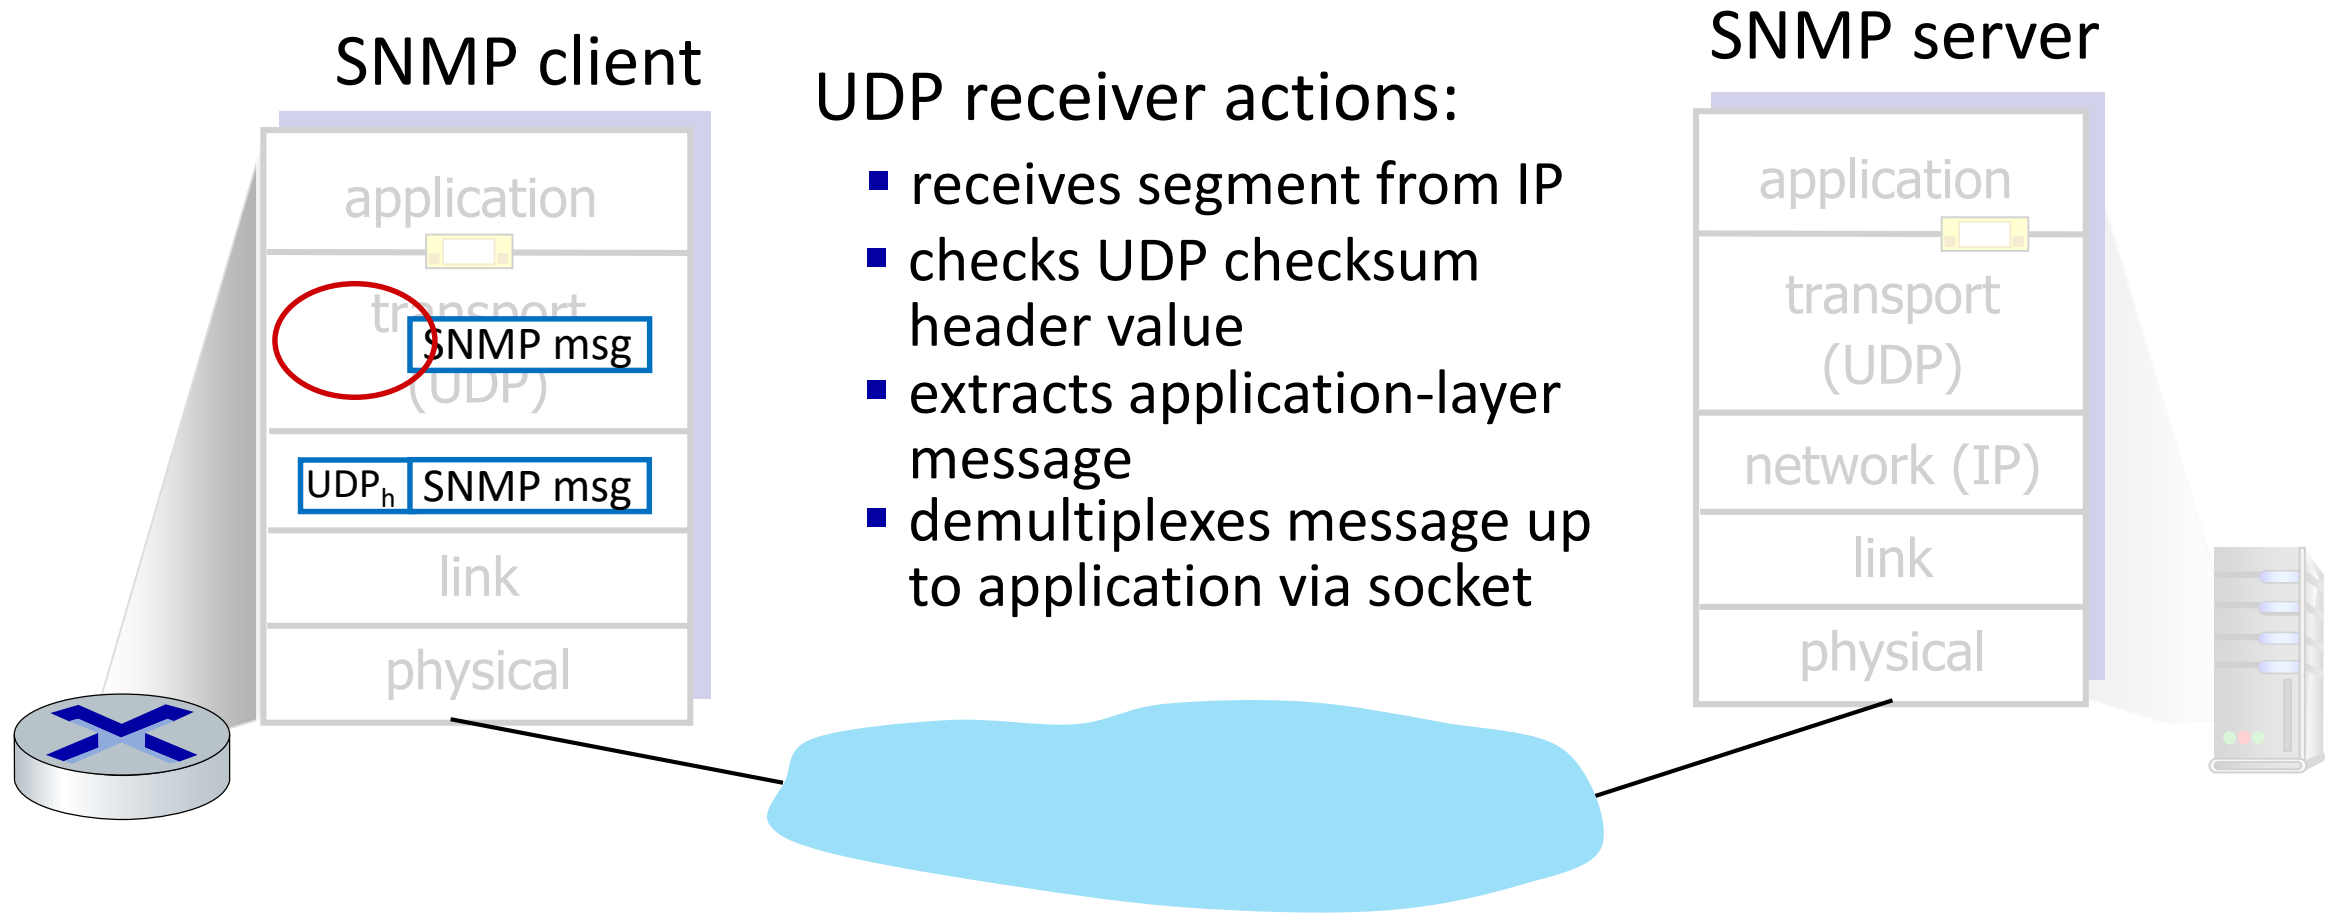 SNMP client
application
transport
SNMP msg
(UDP)
UDPh SNMP msg
link
physical
UDP receiver actions:
receives segment from IP
checks UDP checksum
header value
extracts application-layer
message
demultiplexes message up
to application via socket
SNMP server
application
transport
(UDP)
network (IP)
link
physical